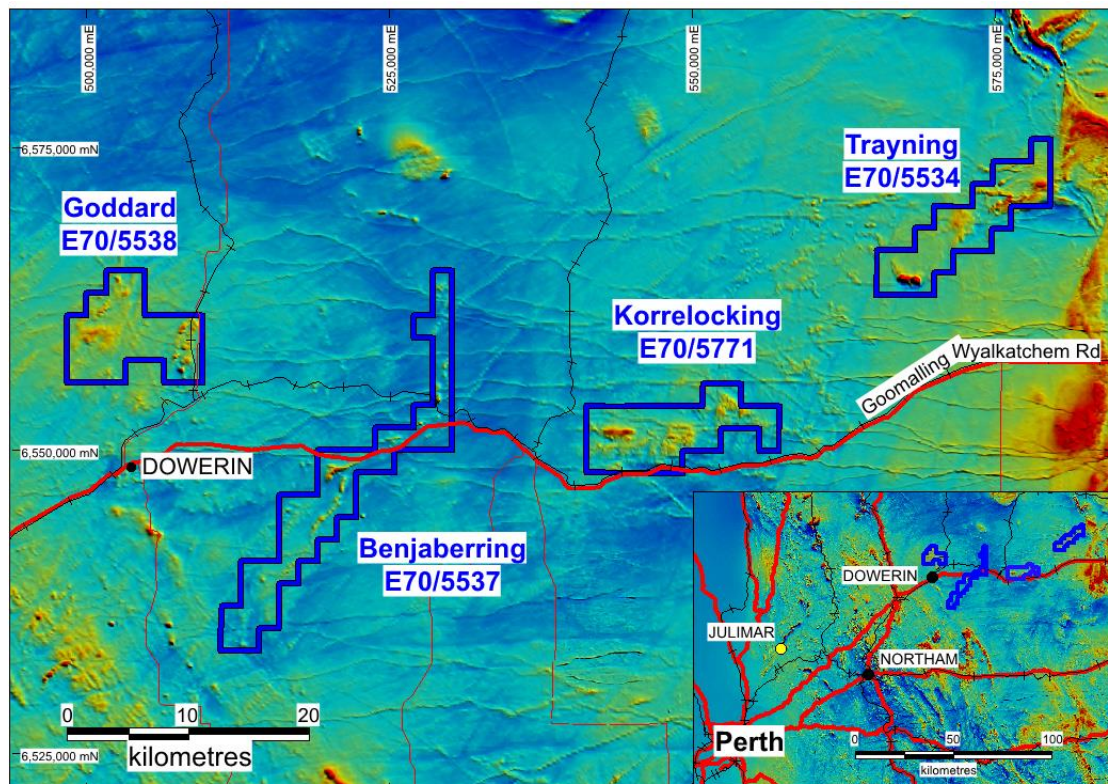 500,000 mE
525,000 mE
550,000 mE
575,000 mE
6,575,000 mN
Trayning
E70/5534
Goddard
E70/5538
Korrelocking
E70/5771
Goomalling Wyalkatchem Rd
6,550,000 mN
DOWERIN
Benjaberring
E70/5537
0 10 20
kilometres
6,525,000 mN
DOWERIN
JULIMAR
NORTHAM
Perth
0 50 100
kilometres